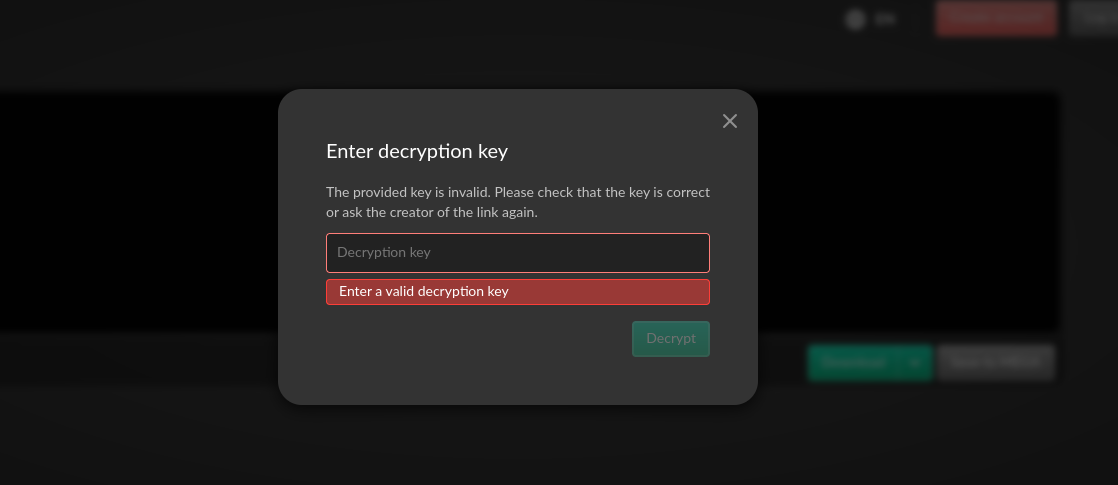 Enter decryption key
The provided key is invalid. Please check that the key is correct
or ask the creator of the link again.
Decryption key
Enter a valid decryption key
Decrypt